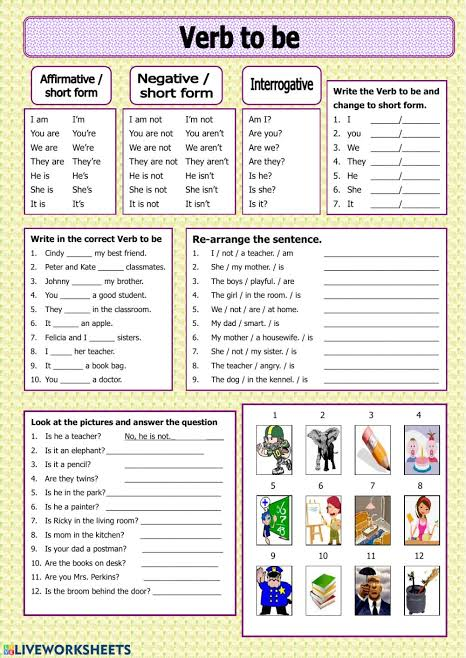 Verb to be
Affirmative /
short form
Negative /
short form
Interrogative
I am I'm
You are You're
We are We're
They are They're
He is He's
She is She's
It is It's
I am not I'm not
You are not You aren't
We are not We aren't
They are not They aren't
He is not He isn't
She is not She isn't
It is not It isn't
Am I?
Are you?
Are we?
Are they?
Is he?
Is she?
Is it?
Write the Verb to be and
change to short form.
1. I ______/______
2. you ______/______
3. We ______/______
4. They ______/______
5. He ______/______
6. She ______/______
7. It ______/______
Write in the correct Verb to be
1. Cindy ______ my best friend.
2. Peter and Kate ______ classmates.
3. Johnny ______ my brother.
4. You ______ a good student.
5. They ______ in the classroom.
6. It ______ an apple.
7. Felicia and I ______ sisters.
8. I ______ her teacher.
9. It ______ a book bag.
10. You ______ a doctor.
Re-arrange the sentence.
1. I / not / a teacher. / am
2. She / my mother. / is
3. The boys / playful. / are
4. The girl / in the room. / is
5. We / not / are / at home.
5. My dad / smart. / is
6. My mother / a housewife. / is
7. She / not / my sister. / is
8. The teacher / angry. / is
9. The dog / in the kennel. / is
Look at the pictures and answer the question
1. Is he a teacher? No, he is not.
2. Is it an elephant?
3. Is it a pencil?
4. Are they twins?
5. Is he in the park?
6. Is he a painter?
7. Is Ricky in the living room?
8. Is mom in the kitchen?
9. Is your dad a postman?
10. Are the books on desk?
11. Are you Mrs. Perkins?
12. Is the broom behind the door?
1 2 3 4
5 6 7 8
9 10 11 12
LIVEWORKSHEETS